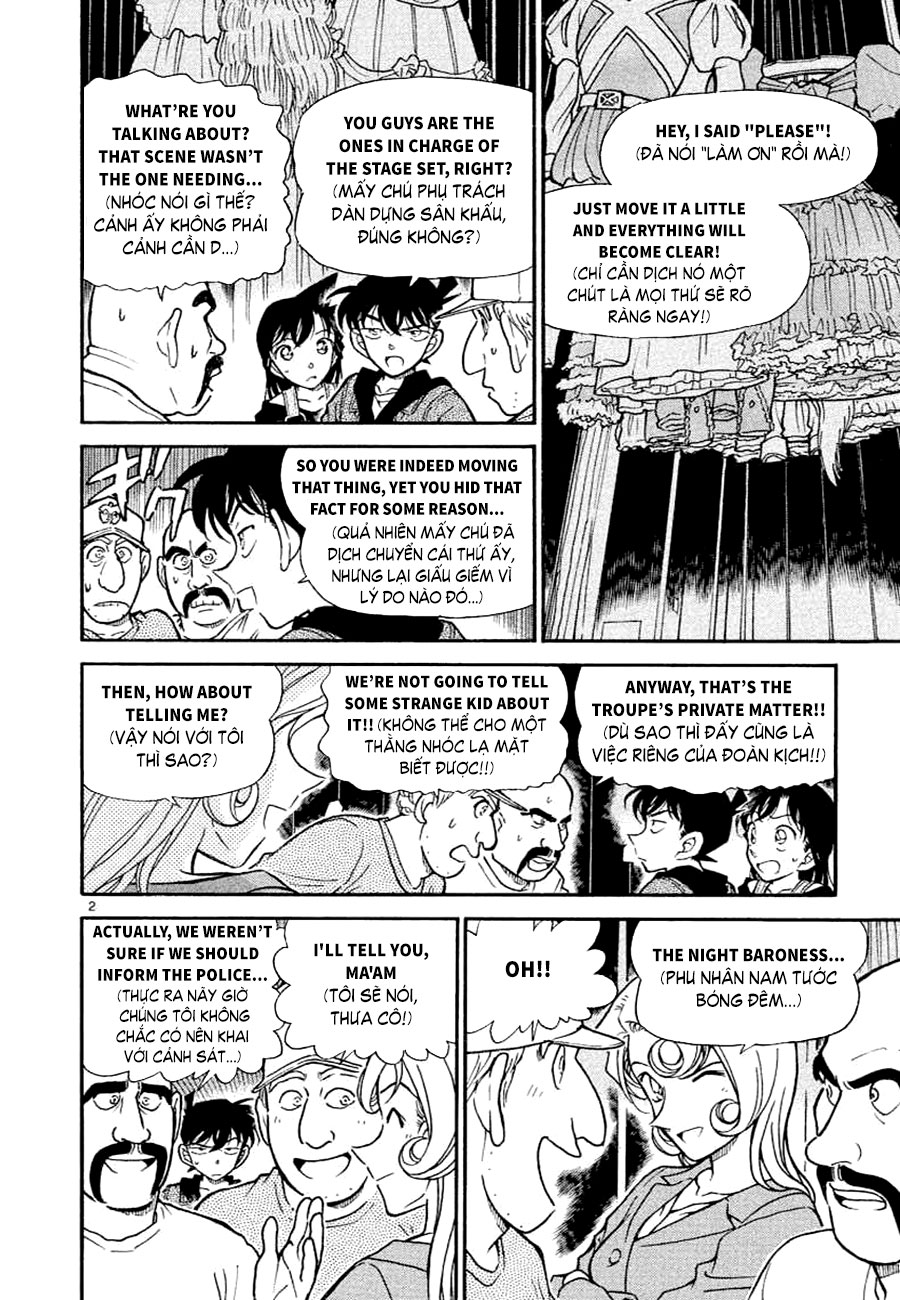 HEY, I SAID "PLEASE"!
(ĐÃ NÓI "LÀM ƠN" RỒI MÀ!)
JUST MOVE IT A LITTLE
AND EVERYTHING WILL
BECOME CLEAR!
(CHỈ CẦN DỊCH NÓ MỘT
CHÚT LÀ MỌI THỨ SẼ RÕ
RÀNG NGAY!)
YOU GUYS ARE THE
ONES IN CHARGE OF
THE STAGE SET, RIGHT?
(MẤY CHÚ PHỤ TRÁCH
DÀN DỰNG SÂN KHẤU,
ĐÚNG KHÔNG?)
WHAT'RE YOU
TALKING ABOUT?
THAT SCENE WASN'T
THE ONE NEEDING...
(NHÓC NÓI GÌ THẾ?
CẢNH ẤY KHÔNG PHẢI
CẢNH CẦN D...)
SO YOU WERE INDEED MOVING
THAT THING, YET YOU HID THAT
FACT FOR SOME REASON...
(QUẢ NHIÊN MẤY CHÚ ĐÃ
DỊCH CHUYỂN CÁI THỨ ẤY,
NHƯNG LẠI GIẤU GIẾM VÌ
LÝ DO NÀO ĐÓ...)
ギク
ANYWAY, THAT'S THE
TROUPE'S PRIVATE MATTER!!
(DÙ SAO THÌ ĐẤY CŨNG LÀ
VIỆC RIÊNG CỦA ĐOÀN KỊCH!!)
WE'RE NOT GOING TO TELL
SOME STRANGE KID ABOUT
IT!! (KHÔNG THỂ CHO MỘT
THẰNG NHÓC LẠ MẶT
BIẾT ĐƯỢC!!)
THEN, HOW ABOUT
TELLING ME?
(VẬY NÓI VỚI TÔI
THÌ SAO?)
2
THE NIGHT BARONESS...
(PHU NHÂN NAM TƯỚC
BÓNG ĐÊM...)
OH!!
I'LL TELL YOU,
MA'AM
(TÔI SẼ NÓI,
THƯA CÔ!)
ACTUALLY, WE WEREN'T
SURE IF WE SHOULD
INFORM THE POLICE...
(THỰC RA NÃY GIỜ
CHÚNG TÔI KHÔNG
CHẮC CÓ NÊN KHAI
VỚI CẢNH SÁT...)